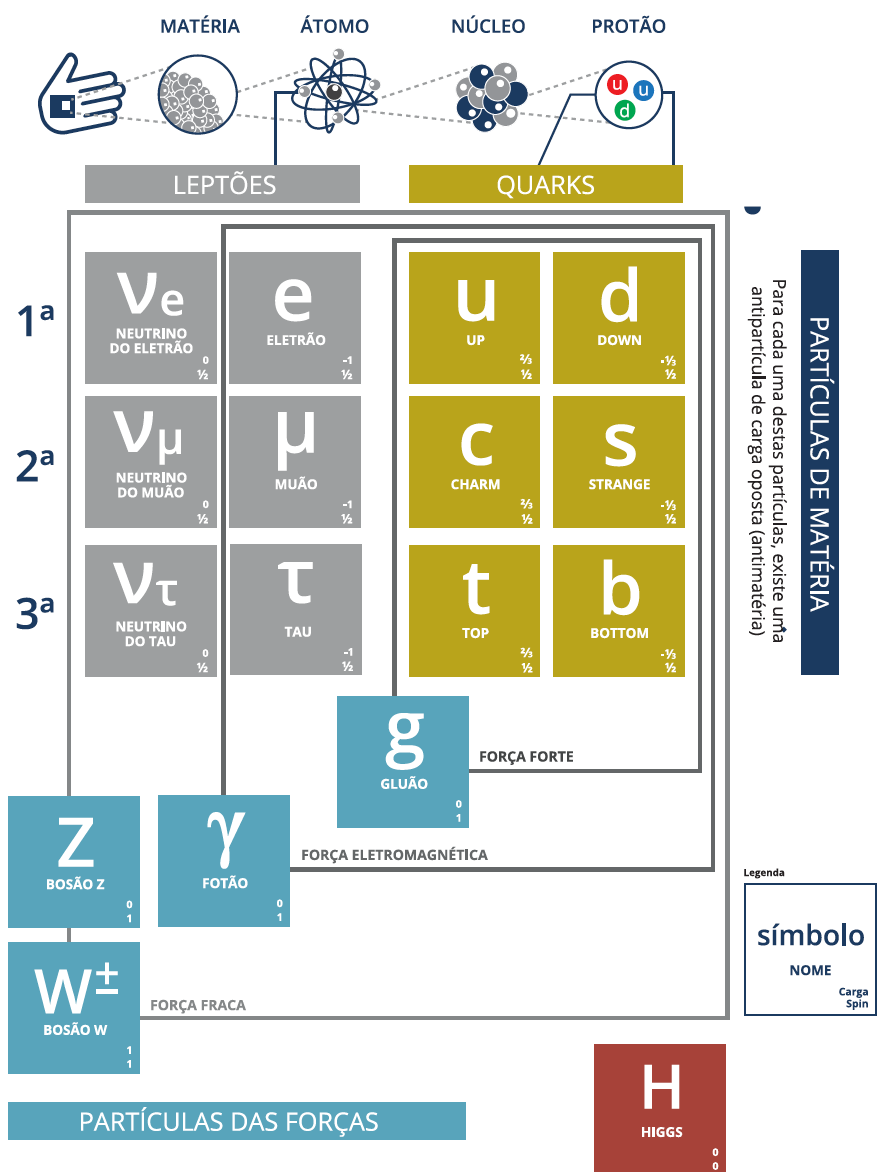 MATÉRIA
ÁTOMO
NÚCLEO
PROTÃO
u
u
d
LEPTÕES
QUARKS
1ª
νe
NEUTRINO
DO ELETRÃO
0
½
e
ELETRÃO
-1
½
u
UP
⅔
½
d
DOWN
-⅓
½
2ª
νμ
NEUTRINO
DO MUÃO
0
½
μ
MUÃO
-1
½
c
CHARM
⅔
½
s
STRANGE
-⅓
½
3ª
ντ
NEUTRINO
DO TAU
0
½
τ
TAU
-1
½
t
TOP
⅔
½
b
BOTTOM
-⅓
½
PARTÍCULAS DE MATÉRIA
Para cada uma destas partículas, existe uma
antipartícula de carga oposta (antimatéria)
g
GLUÃO
0
1
FORÇA FORTE
Z
BOSÃO Z
0
1
γ
FOTÃO
0
1
FORÇA ELETROMAGNÉTICA
W±
BOSÃO W
1
1
FORÇA FRACA
Legenda
símbolo
NOME
Carga
Spin
H
HIGGS
0
0
PARTÍCULAS DAS FORÇAS